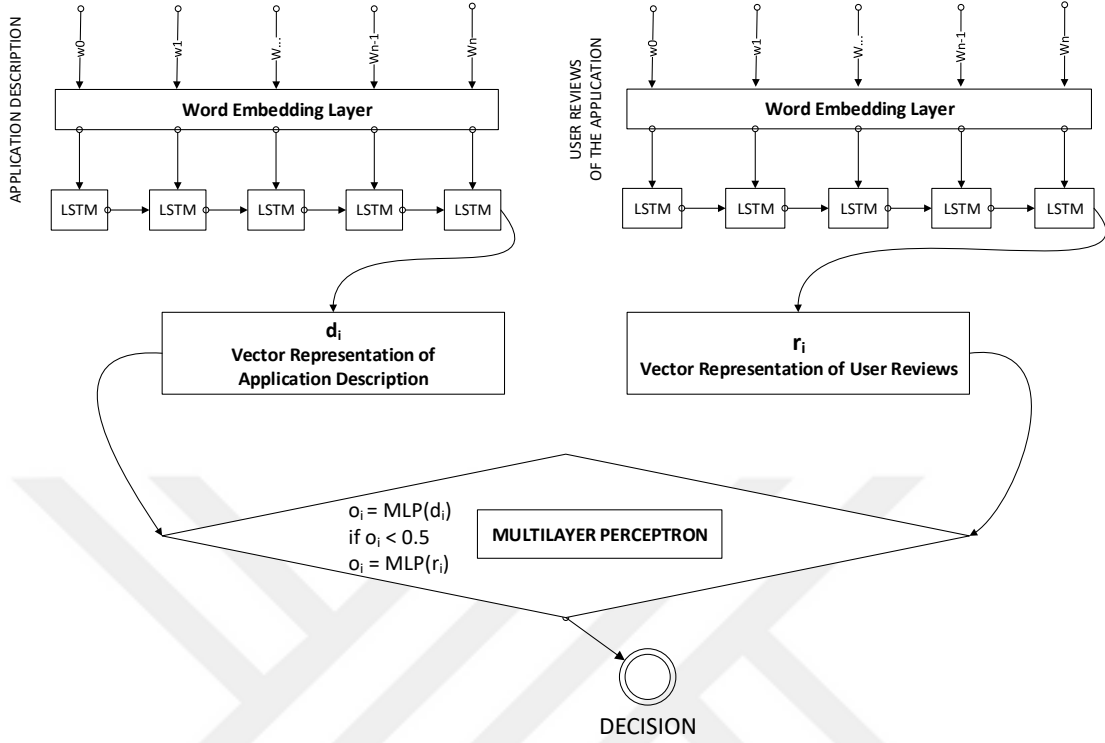 APPLICATION DESCRIPTION
w0
w1
W...
Wn-1
Wn
Word Embedding Layer
LSTM
LSTM
LSTM
LSTM
LSTM
USER REVIEWS
OF THE APPLICATION
w0
w1
W...
Wn-1
Wn
Word Embedding Layer
LSTM
LSTM
LSTM
LSTM
LSTM
dᵢ
Vector Representation of
Application Description
rᵢ
Vector Representation of User Reviews
oᵢ = MLP(dᵢ)
if oᵢ < 0.5
oᵢ = MLP(rᵢ)
MULTILAYER PERCEPTRON
DECISION